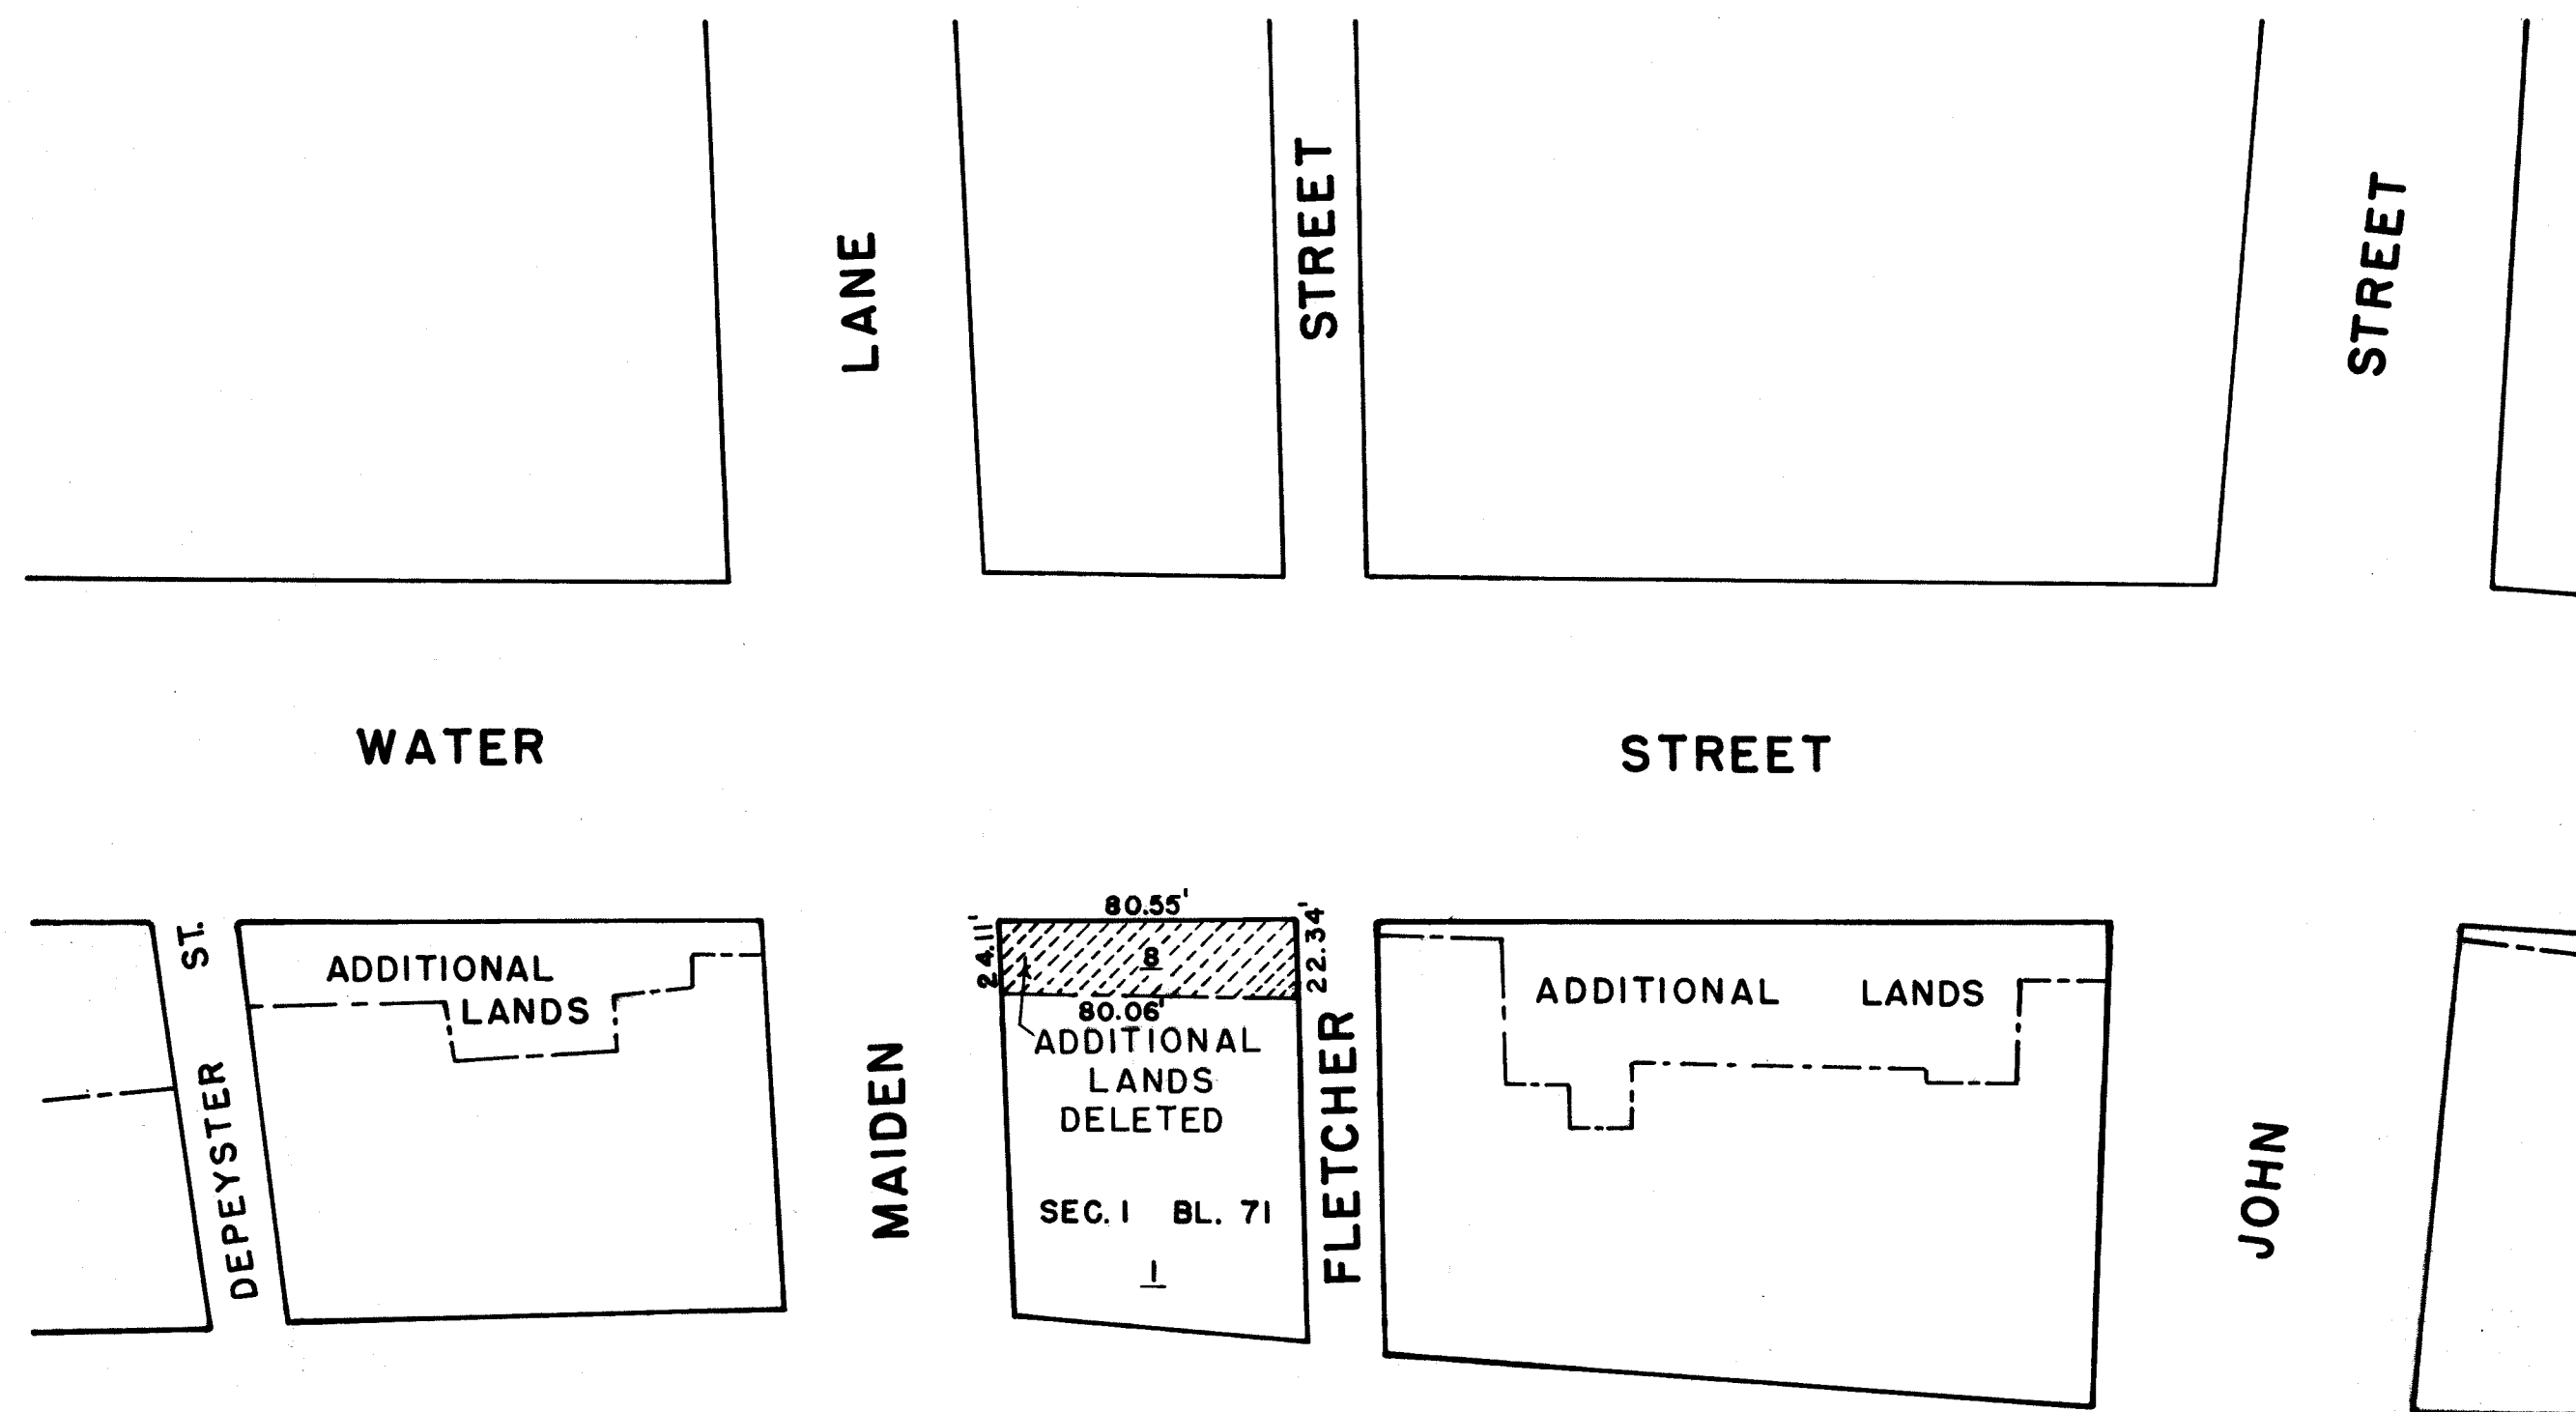 LANE
STREET
STREET
WATER
STREET
80.55'
24.11'
22.34'
8
80.06'
ADDITIONAL
LANDS
DELETED
SEC. 1 BL. 71
1
ADDITIONAL
LANDS
ADDITIONAL LANDS
DEPEYSTER ST.
MAIDEN
FLETCHER
JOHN